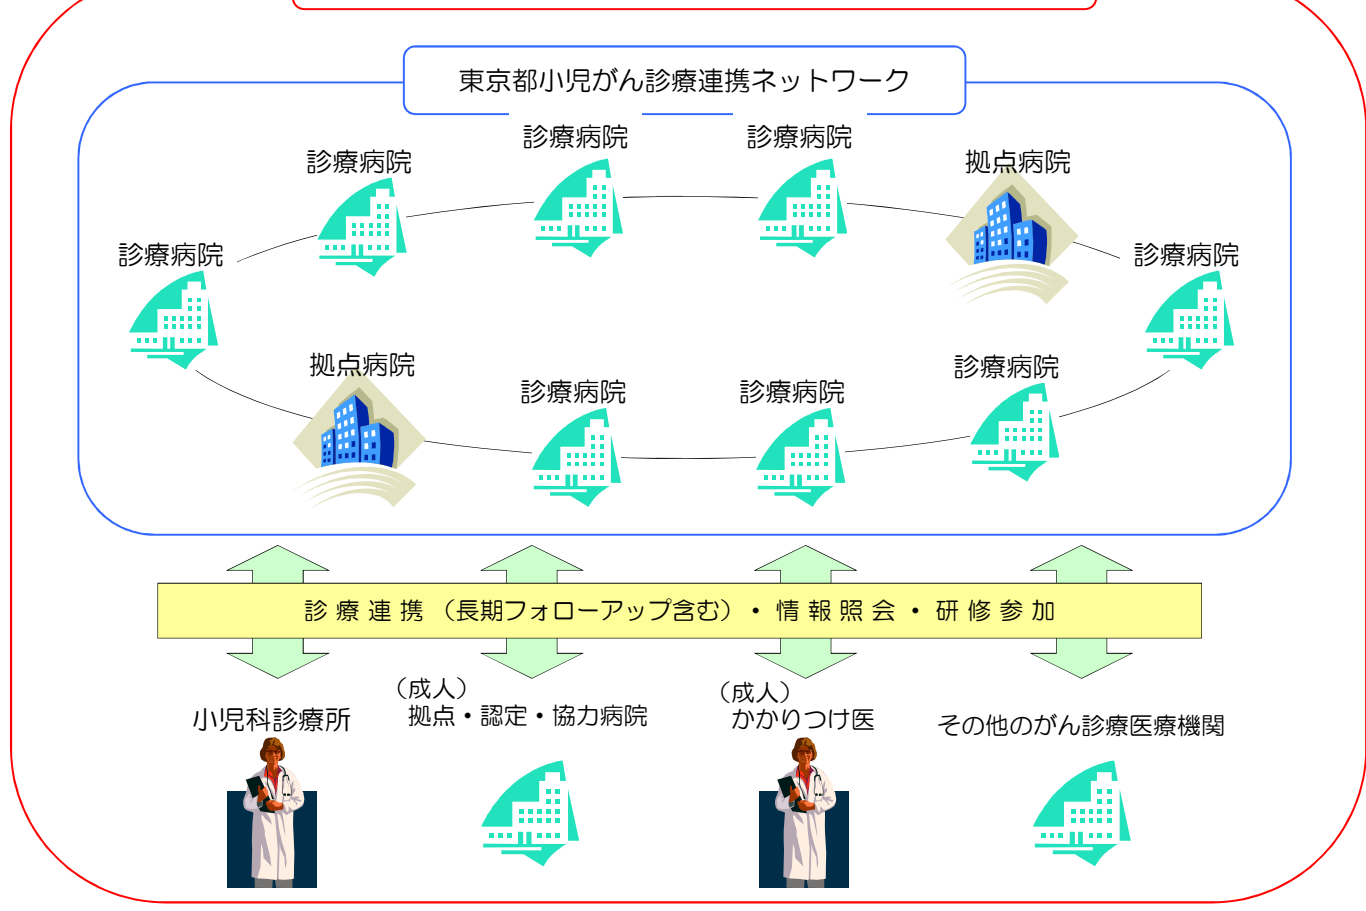 東京都小児がん診療連携ネットワーク
診療病院
診療病院
診療病院
拠点病院
診療病院
診療病院
診療病院
拠点病院
診療病院
診療病院
診療病院
診療連携（長期フォローアップ含む）・情報照会・研修参加
小児科診療所
（成人）
拠点・認定・協力病院
（成人）
かかりつけ医
その他のがん診療医療機関